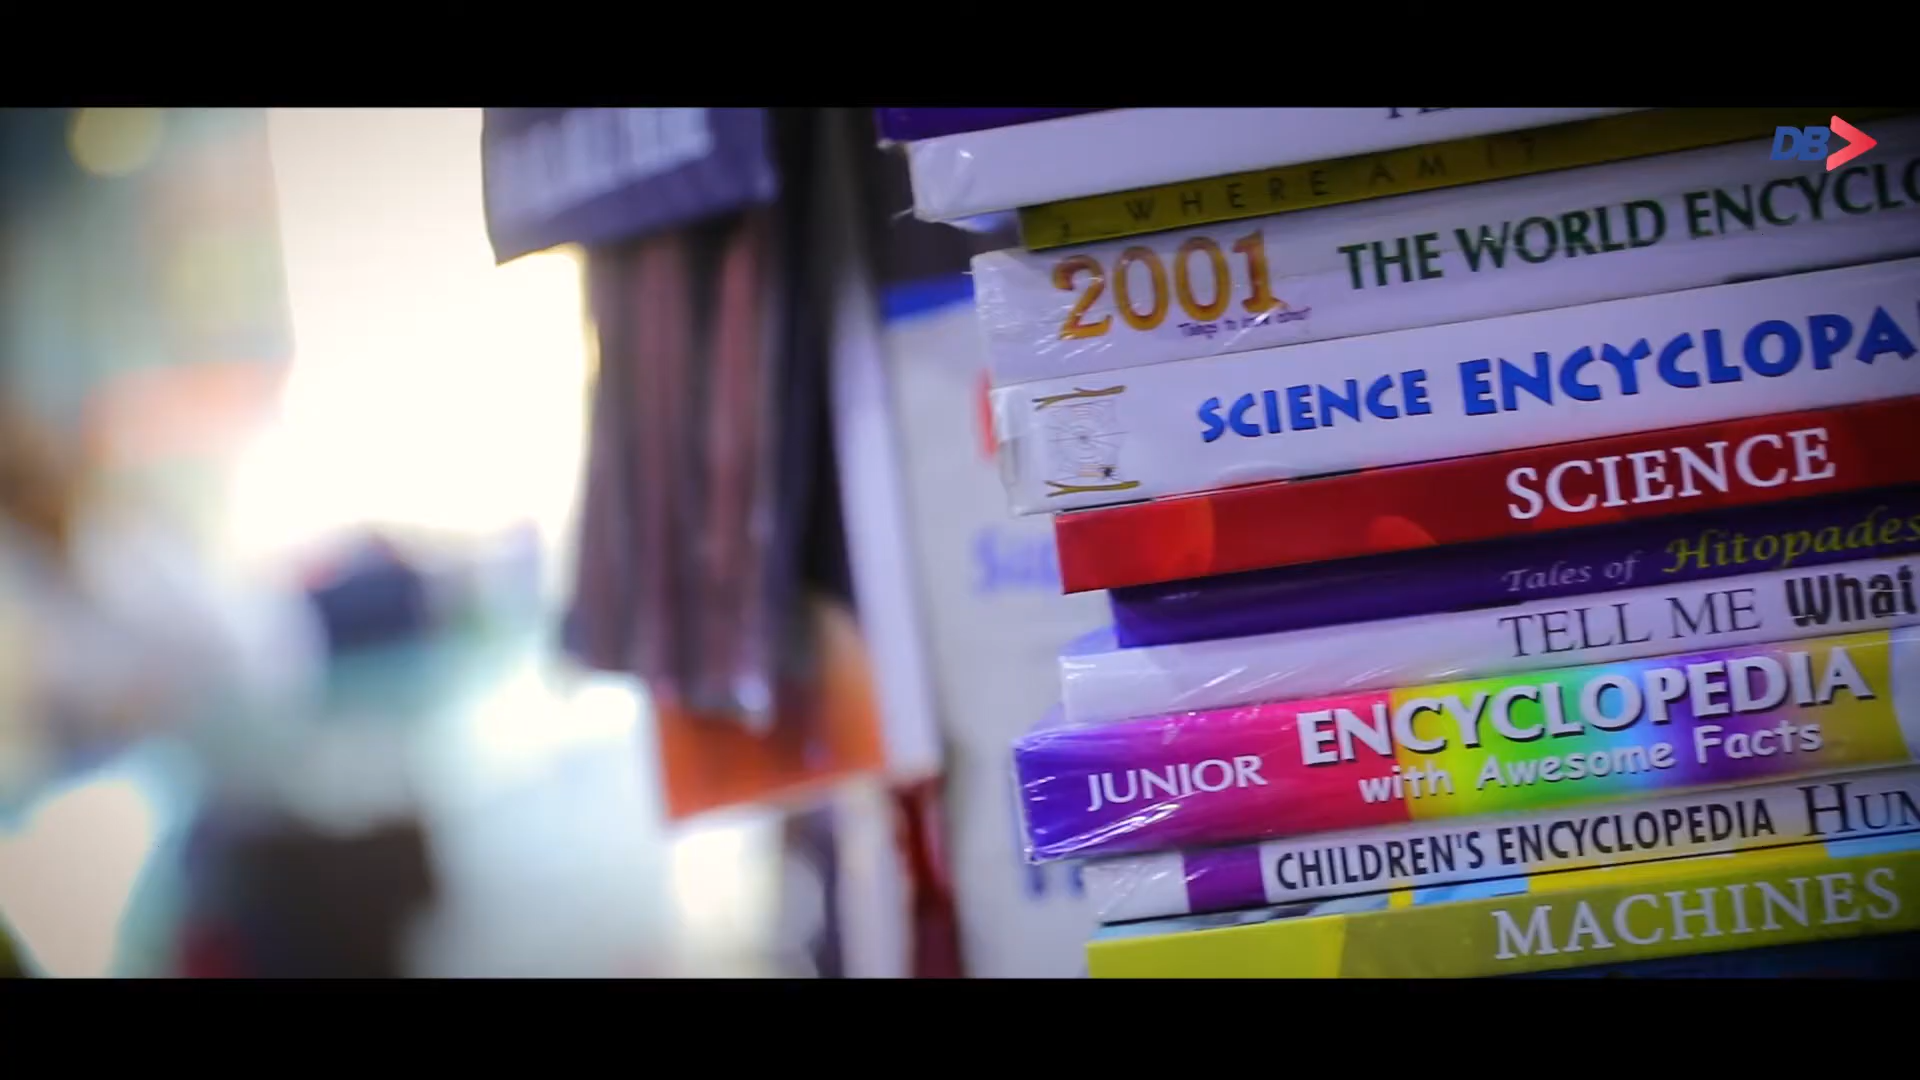 DB
WHERE AM I
2001 THE WORLD ENCYCLO
SCIENCE ENCYCLOPA
SCIENCE
Tales of Hitopades
TELL ME What
JUNIOR ENCYCLOPEDIA
with Awesome Facts
CHILDREN'S ENCYCLOPEDIA HUM
MACHINES